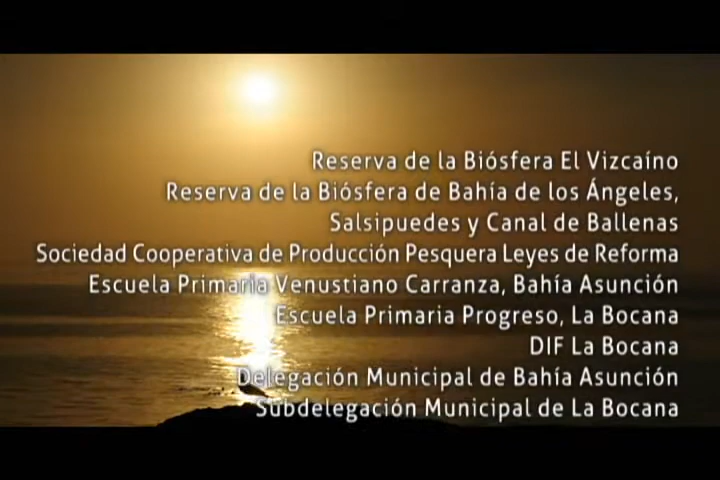 Reserva de la Biósfera El Vizcaíno
Reserva de la Biósfera de Bahía de los Ángeles,
Salsipuedes y Canal de Ballenas
Sociedad Cooperativa de Producción Pesquera Leyes de Reforma
Escuela Primaria Venustiano Carranza, Bahía Asunción
Escuela Primaria Progreso, La Bocana
DIF La Bocana
Delegación Municipal de Bahía Asunción
Subdelegación Municipal de La Bocana